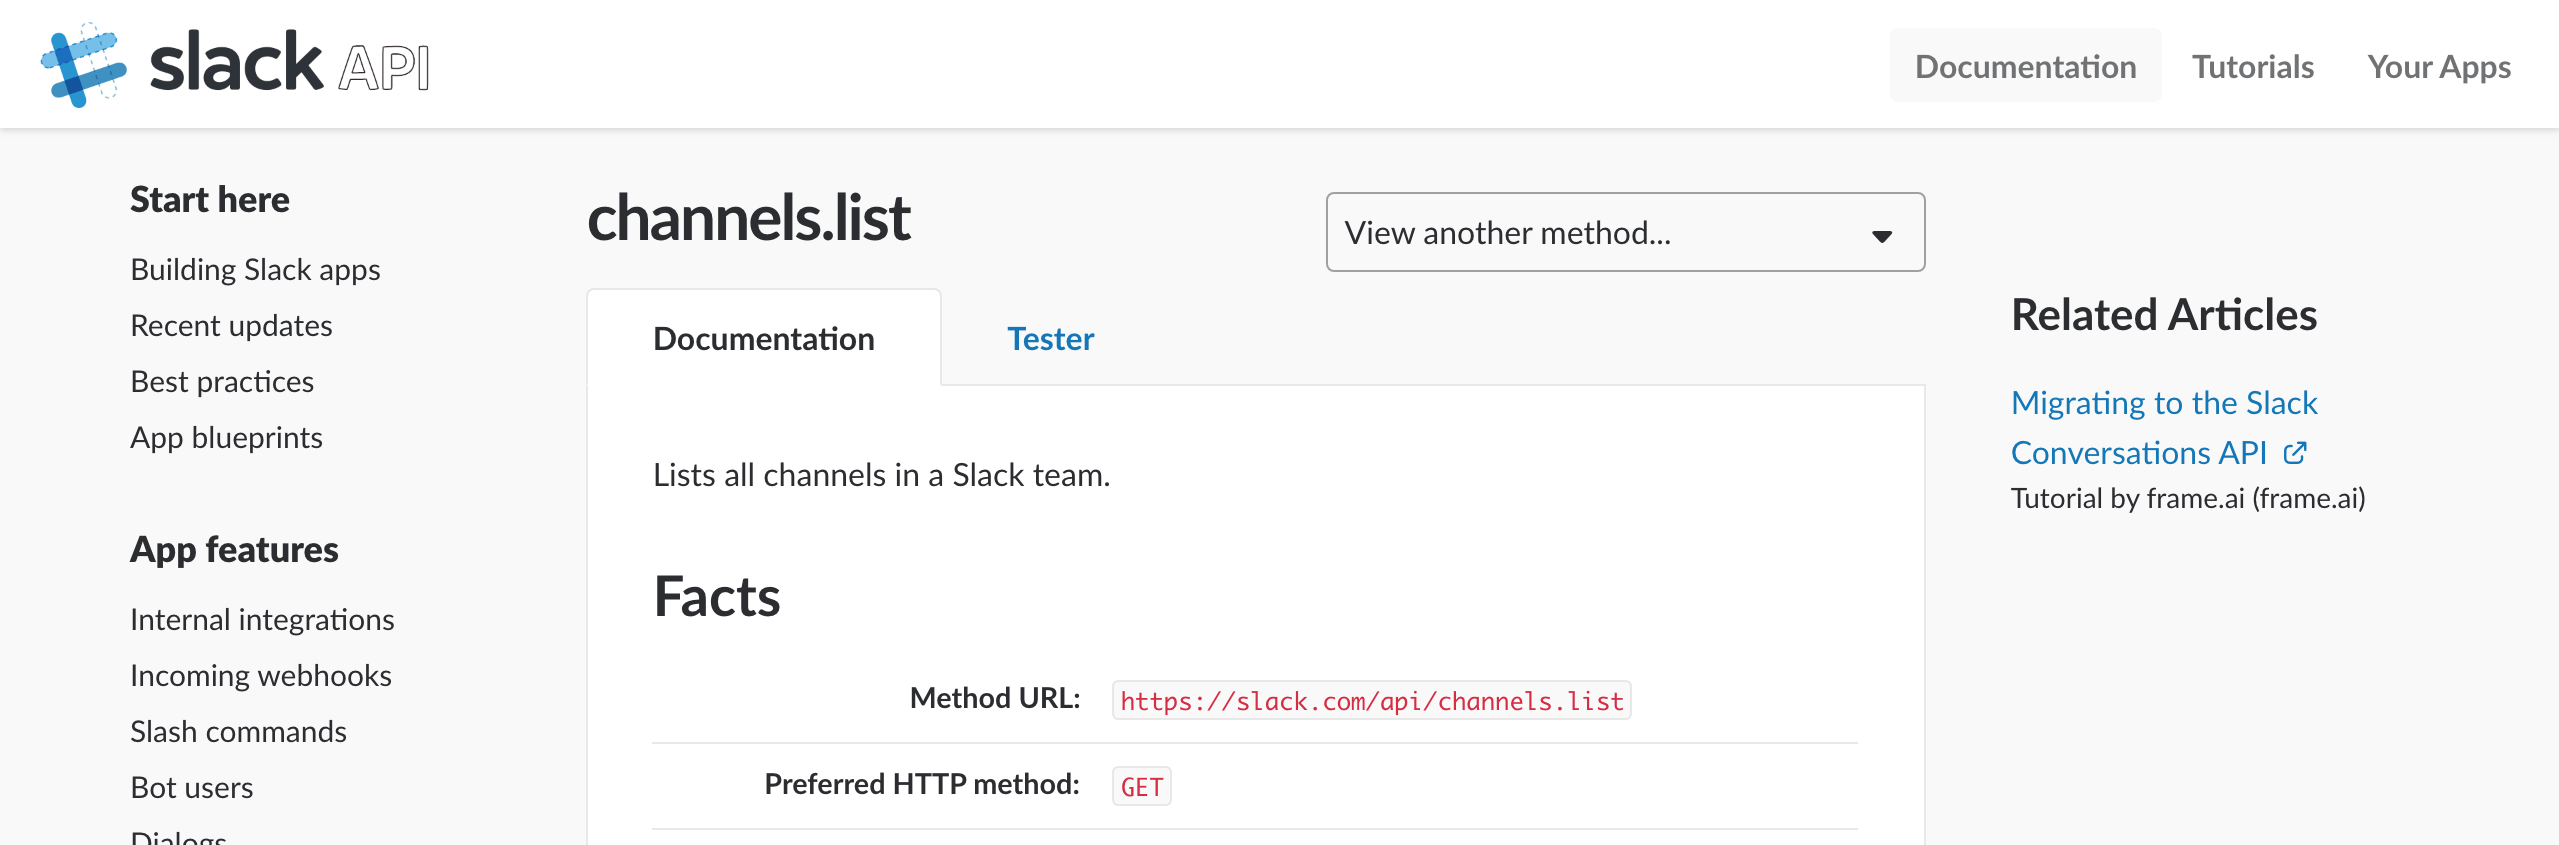 slack API
Documentation
Tutorials
Your Apps
Start here
Building Slack apps
Recent updates
Best practices
App blueprints
App features
Internal integrations
Incoming webhooks
Slash commands
Bot users
Dialogs
channels.list
View another method...
Documentation
Tester
Lists all channels in a Slack team.
Facts
Method URL: https://slack.com/api/channels.list
Preferred HTTP method: GET
Related Articles
Migrating to the Slack
Conversations API
Tutorial by frame.ai (frame.ai)